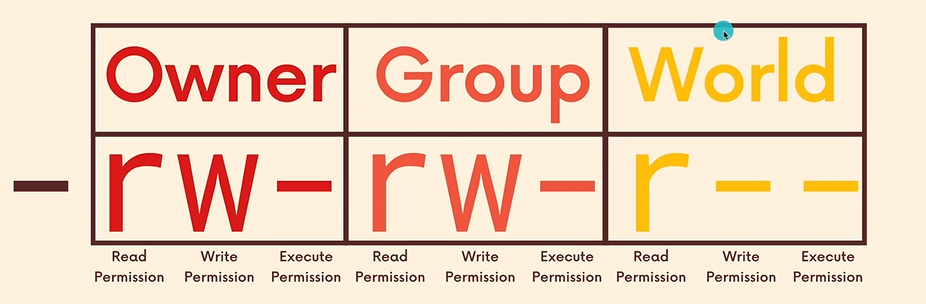 Owner Group World
- rw- rw- r--
Read Write Execute Read Write Execute Read Write Execute
Permission Permission Permission Permission Permission Permission Permission Permission Permission